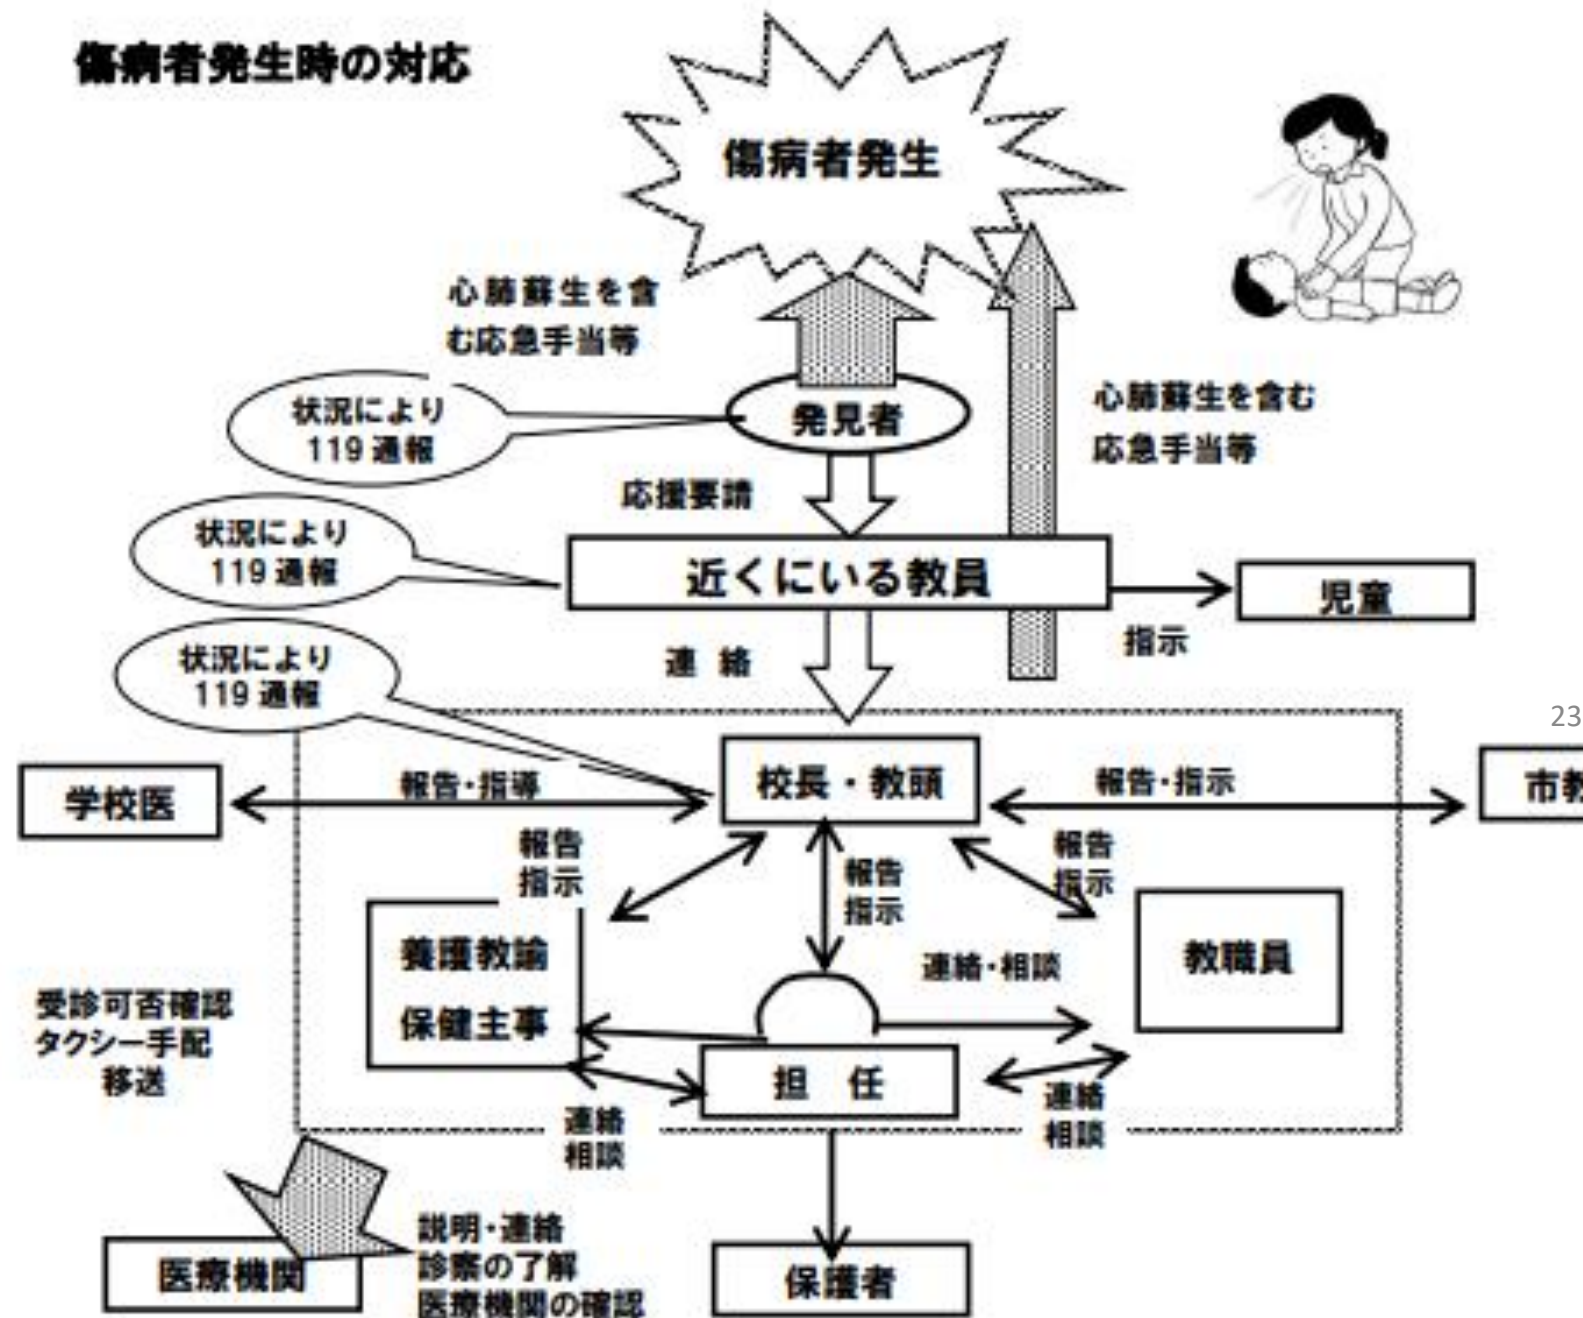 傷病者発生時の対応
傷病者発生
心肺蘇生を含
む応急手当等
発見者
状況により
119通報
心肺蘇生を含む
応急手当等
応援要請
状況により
119通報
近くにいる教員
児童
指示
連 絡
状況により
119通報
23
学校医
報告・指導
校長・教頭
報告・指示
市教
報告
指示
報告
指示
報告
指示
養護教諭
保健主事
連絡・相談
教職員
受診可否確認
タクシー手配
移送
担 任
連絡
相談
連絡
相談
医療機関
説明・連絡
診察の了解
医療機関の確認
保護者